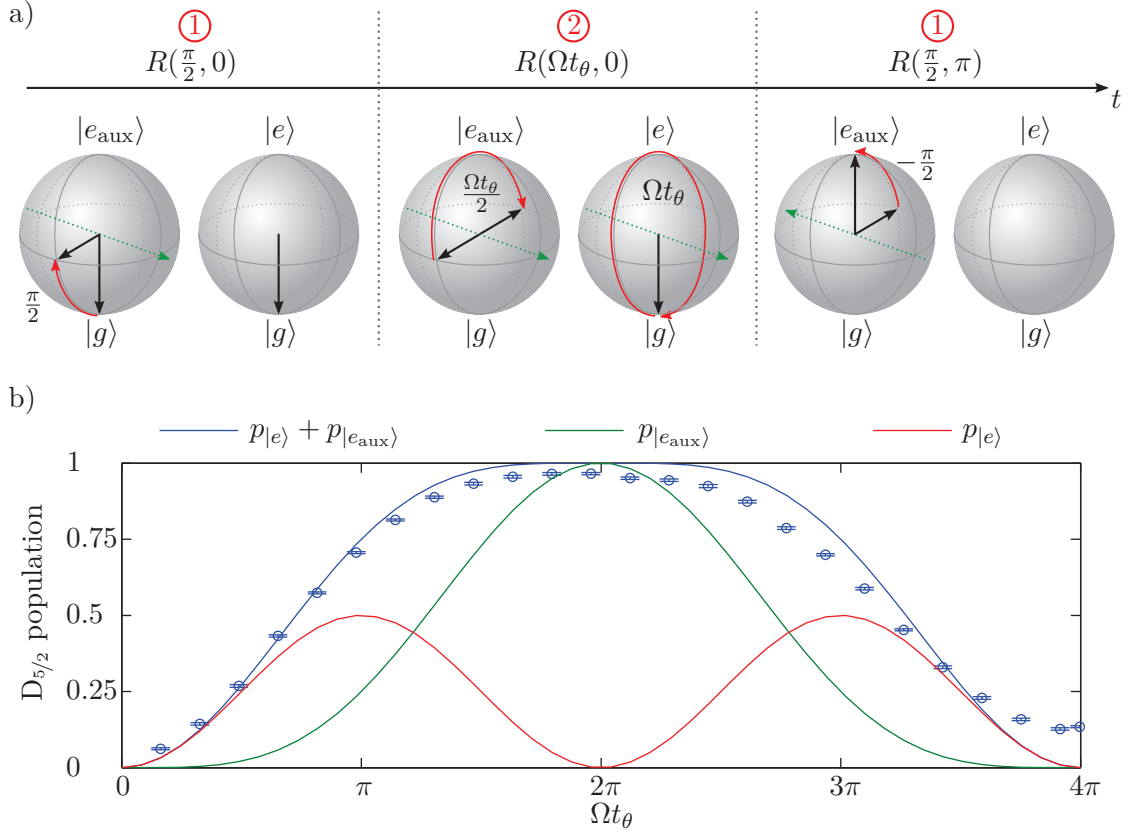 a)
① ② ①
R(π/2, 0) R(Ωt_θ, 0) R(π/2, π)
t
|e_aux⟩ |e⟩ |e_aux⟩ |e⟩ |e_aux⟩ |e⟩
π/2 Ωt_θ/2 Ωt_θ −π/2
|g⟩ |g⟩ |g⟩ |g⟩ |g⟩ |g⟩
b)
p_|e⟩ + p_|e_aux⟩ p_|e_aux⟩ p_|e⟩
D_5/2 population
1
0.75
0.5
0.25
0
0 π 2π 3π 4π
Ωt_θ